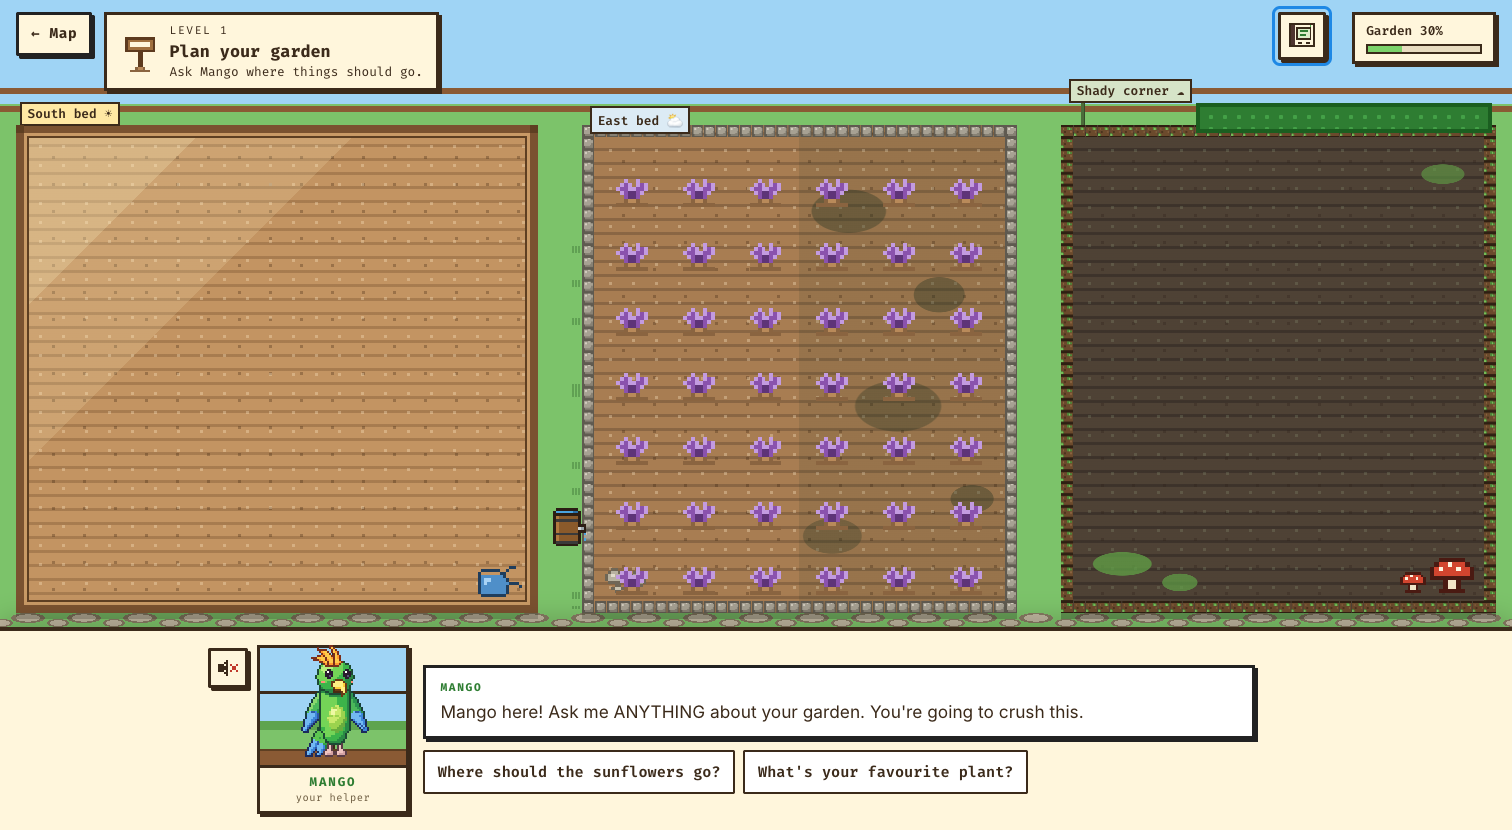 ← Map
LEVEL 1
Plan your garden
Ask Mango where things should go.
Garden 30%
South bed ☀
East bed ⛅
Shady corner ☁
MANGO
your helper
MANGO
Mango here! Ask me ANYTHING about your garden. You're going to crush this.
Where should the sunflowers go?
What's your favourite plant?